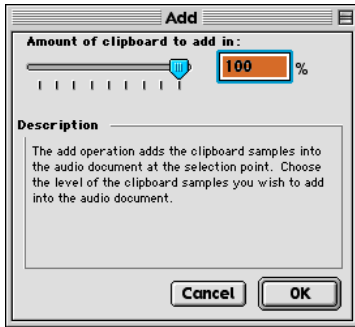 Add
Amount of clipboard to add in:
100 %
Description
The add operation adds the clipboard samples into
the audio document at the selection point. Choose
the level of the clipboard samples you wish to add
into the audio document.
Cancel OK